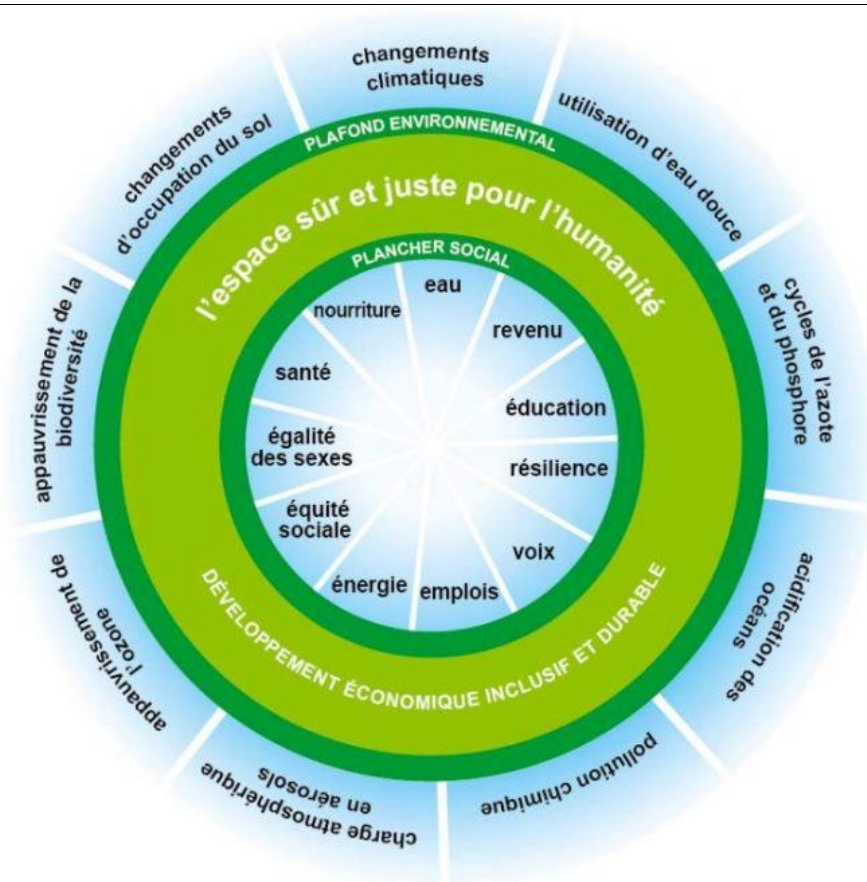 changements
climatiques
utilisation d'eau douce
cycles de l'azote
et du phosphore
acidification des
océans
pollution chimique
charge atmosphérique
en aérosols
appauvrissement de
l'ozone
appauvrissement de la
biodiversité
changements
d'occupation du sol
PLAFOND ENVIRONNEMENTAL
l'espace sûr et juste pour l'humanité
PLANCHER SOCIAL
eau
revenu
éducation
résilience
voix
emplois
énergie
équité
sociale
égalité
des sexes
santé
nourriture
DÉVELOPPEMENT ÉCONOMIQUE INCLUSIF ET DURABLE